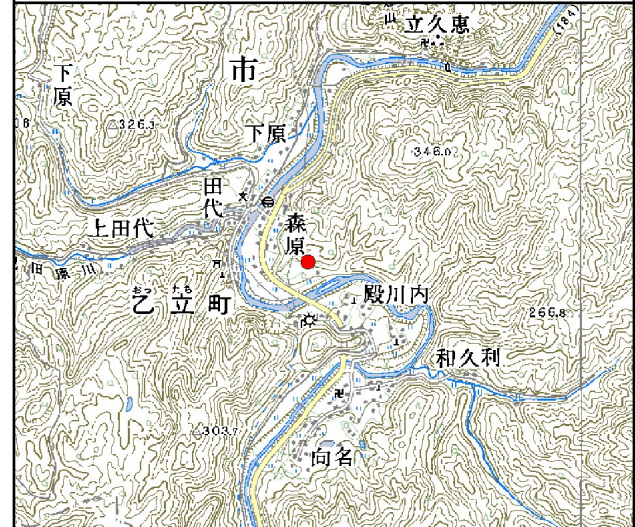 立久恵
(184)
市
下原
326.3
下原
346.0
田代
森原
上田代
田原川
おっ たち
乙立町
殿川内
266.8
和久利
303.7
向名